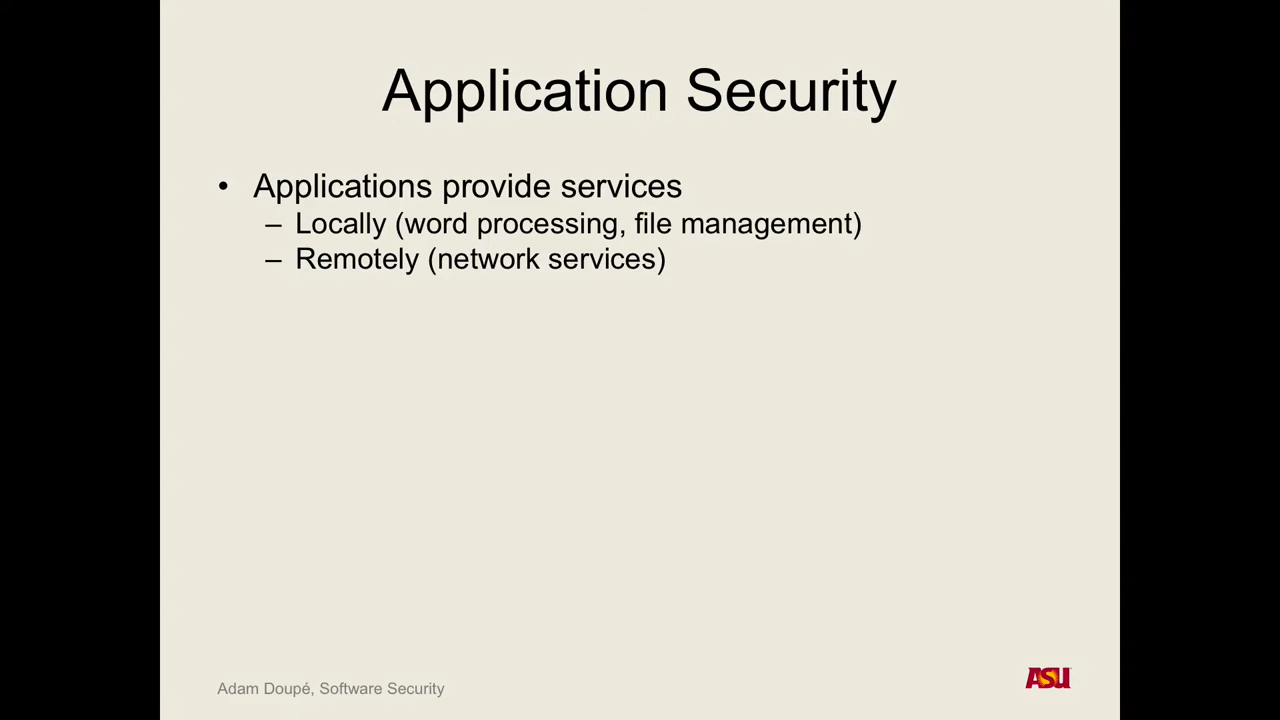 Application Security
• Applications provide services
– Locally (word processing, file management)
– Remotely (network services)
Adam Doupé, Software Security
ASU